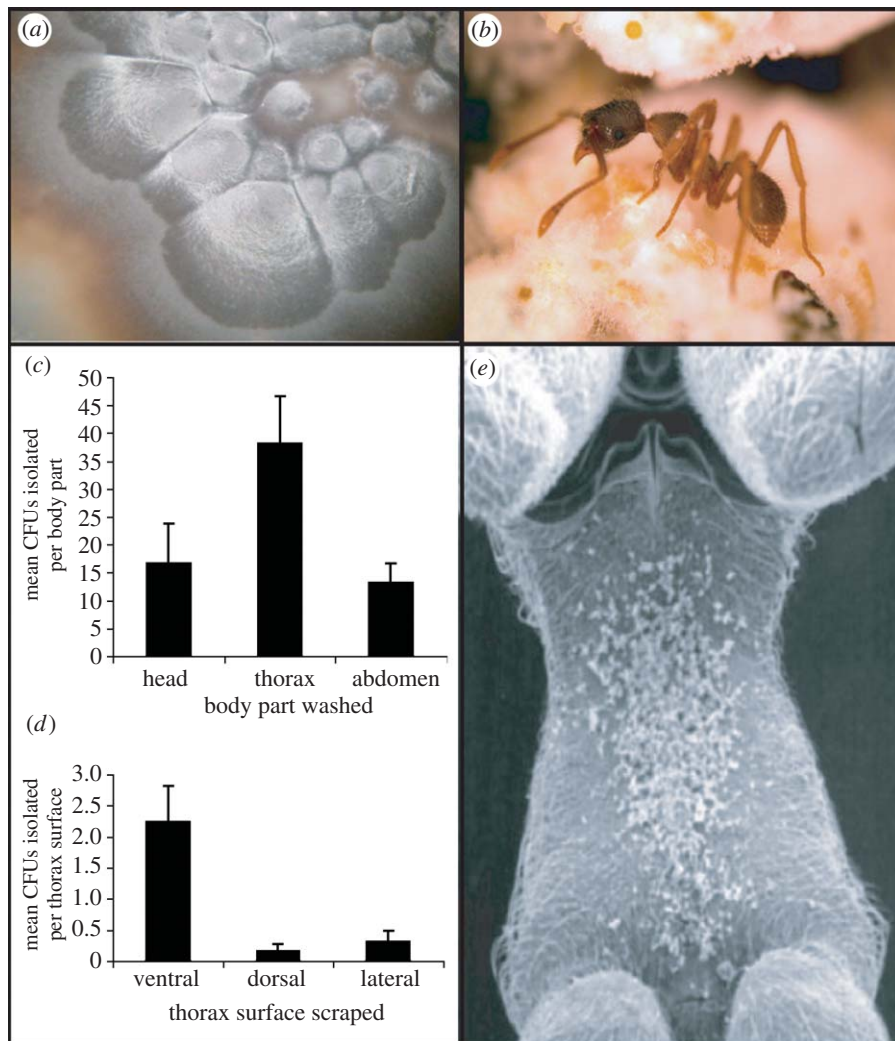 (a)
(b)
(c)
50
45
40
35
30
25
20
15
10
5
0
mean CFUs isolated
per body part
head thorax abdomen
body part washed
(d)
3.0
2.5
2.0
1.5
1.0
0.5
0
mean CFUs isolated
per thorax surface
ventral dorsal lateral
thorax surface scraped
(e)